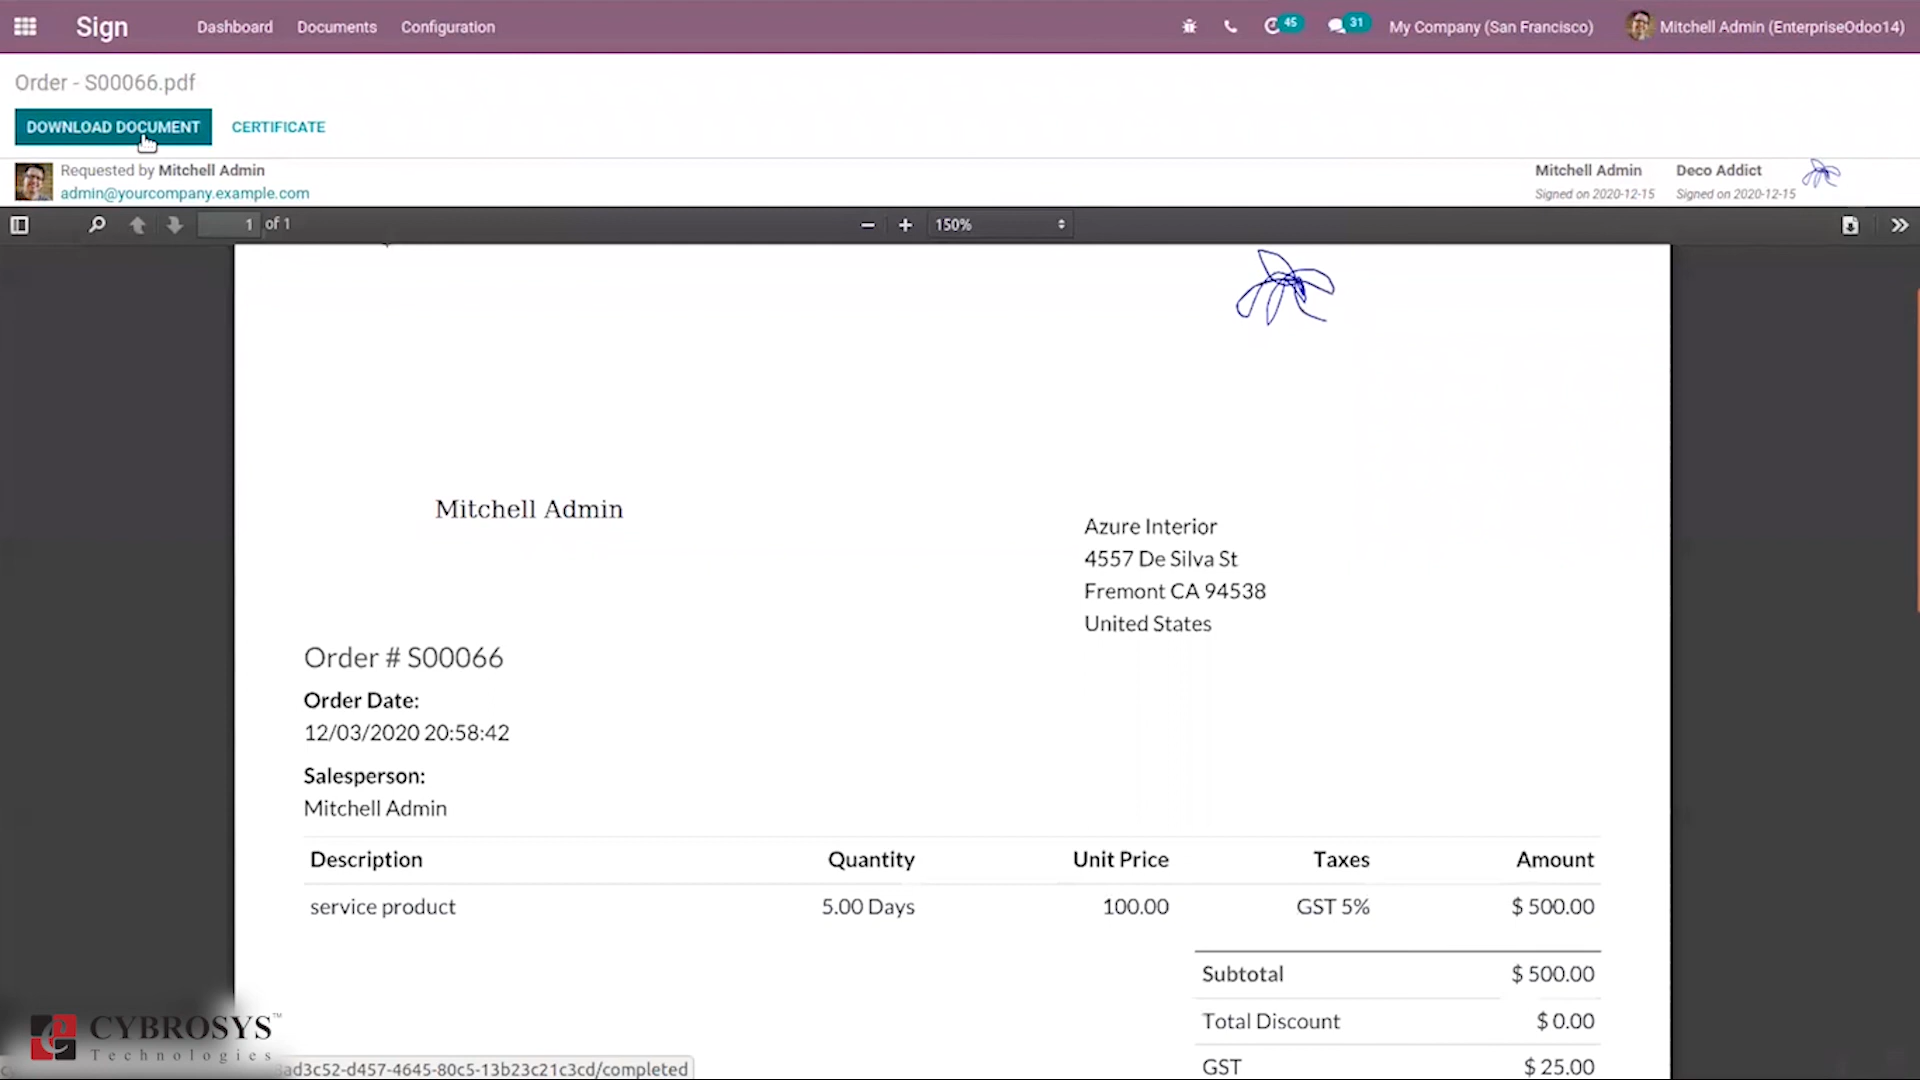 Sign Dashboard Documents Configuration 45 31 My Company (San Francisco) Mitchell Admin (EnterpriseOdoo14)
Order - S00066.pdf
DOWNLOAD DOCUMENT CERTIFICATE
Requested by Mitchell Admin
admin@yourcompany.example.com
Mitchell Admin Deco Addict
Signed on 2020-12-15 Signed on 2020-12-15
1 of 1 150%
Mitchell Admin
Azure Interior
4557 De Silva St
Fremont CA 94538
United States
Order # S00066
Order Date:
12/03/2020 20:58:42
Salesperson:
Mitchell Admin
Description Quantity Unit Price Taxes Amount
service product 5.00 Days 100.00 GST 5% $ 500.00
Subtotal $ 500.00
Total Discount $ 0.00
GST $ 25.00
CYBROSYS™
Technologies
ad3c52-d457-4645-80c5-13b23c21c3cd/completed